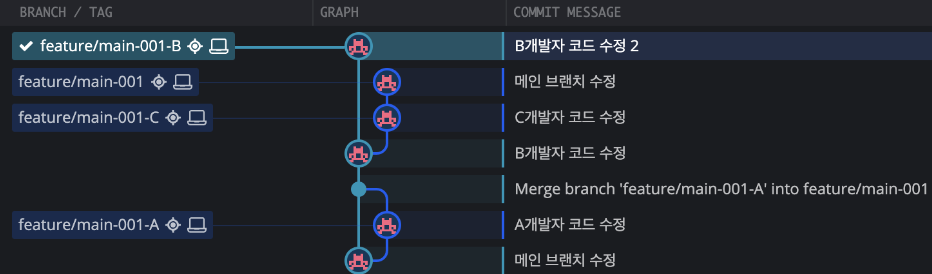 BRANCH / TAG GRAPH COMMIT MESSAGE
feature/main-001-B B개발자 코드 수정 2
feature/main-001 메인 브랜치 수정
feature/main-001-C C개발자 코드 수정
B개발자 코드 수정
Merge branch 'feature/main-001-A' into feature/main-001
feature/main-001-A A개발자 코드 수정
메인 브랜치 수정